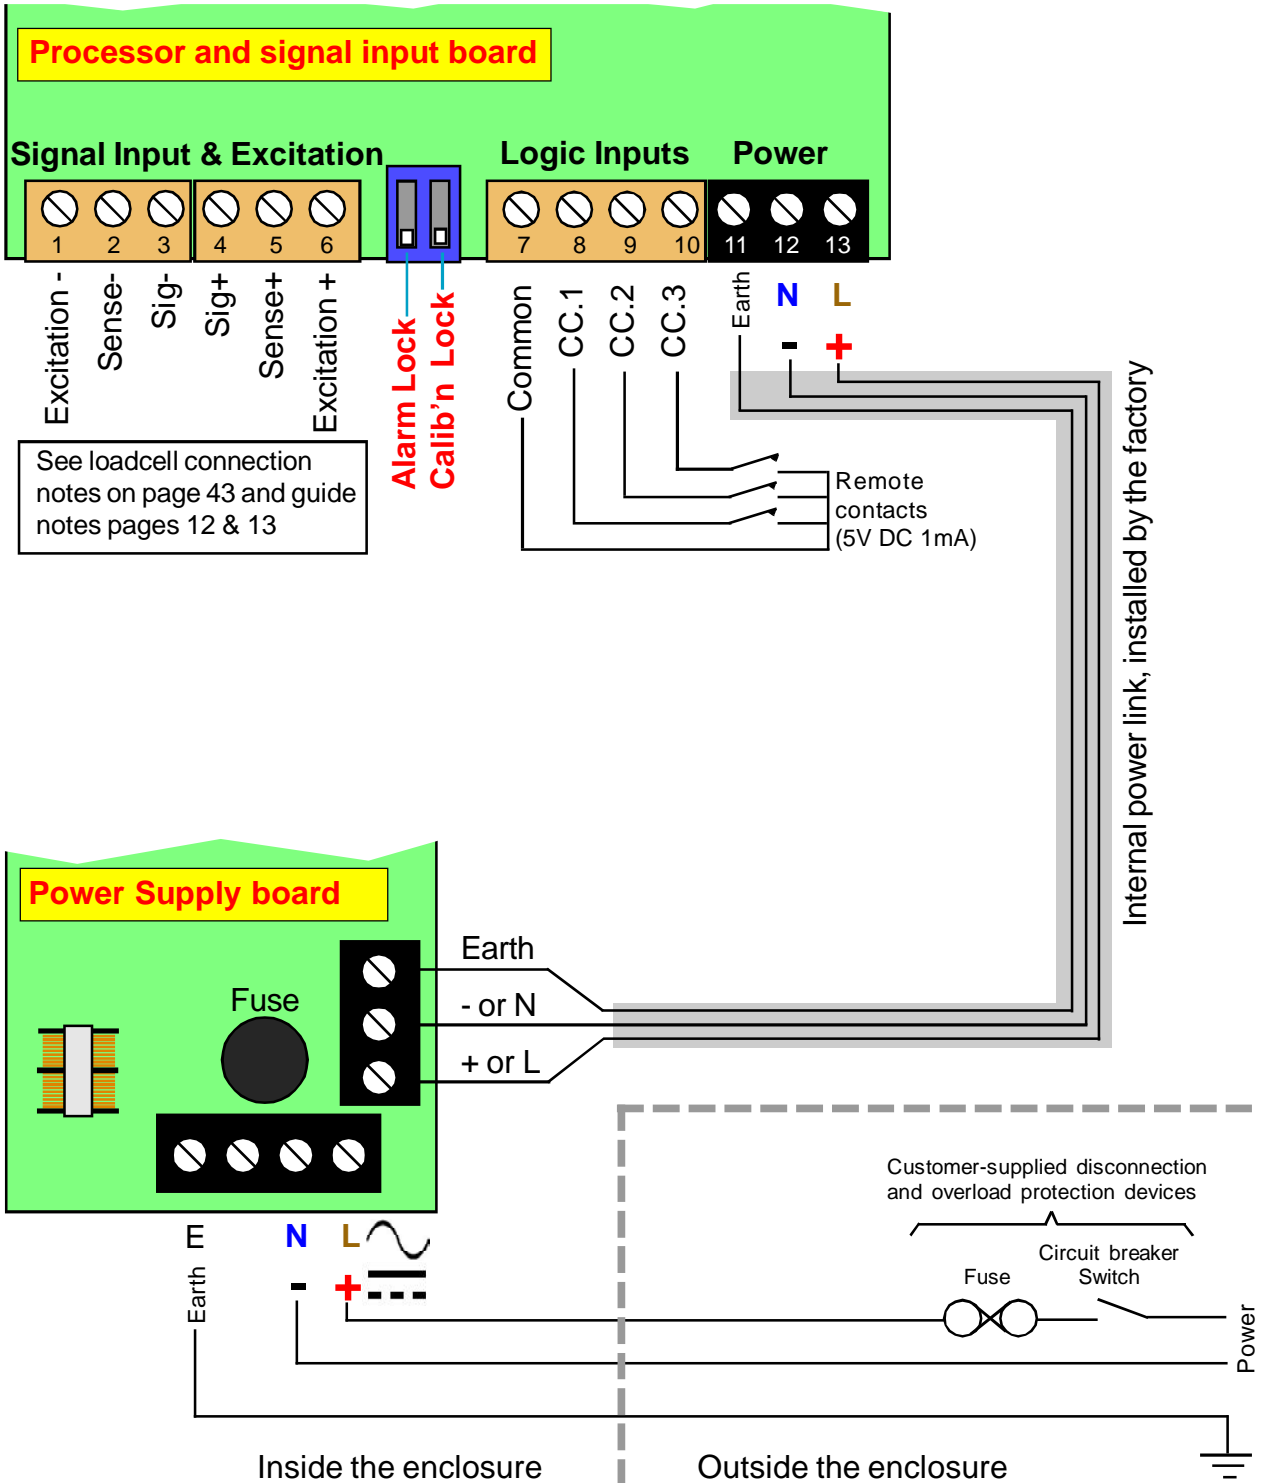 Processor and signal input board
Signal Input & Excitation
Logic Inputs
Power
1 2 3 4 5 6
7 8 9 10 11 12 13
Excitation -
Sense-
Sig-
Sig+
Sense+
Excitation +
Alarm Lock
Calib’n Lock
Common
CC.1
CC.2
CC.3
Earth
N
L
-
+
See loadcell connection
notes on page 43 and guide
notes pages 12 & 13
Remote
contacts
(5V DC 1mA)
Internal power link, installed by the factory
Power Supply board
Fuse
Earth
- or N
+ or L
E
N
L
Earth
-
+
Customer-supplied disconnection
and overload protection devices
Fuse
Circuit breaker
Switch
Power
Inside the enclosure
Outside the enclosure